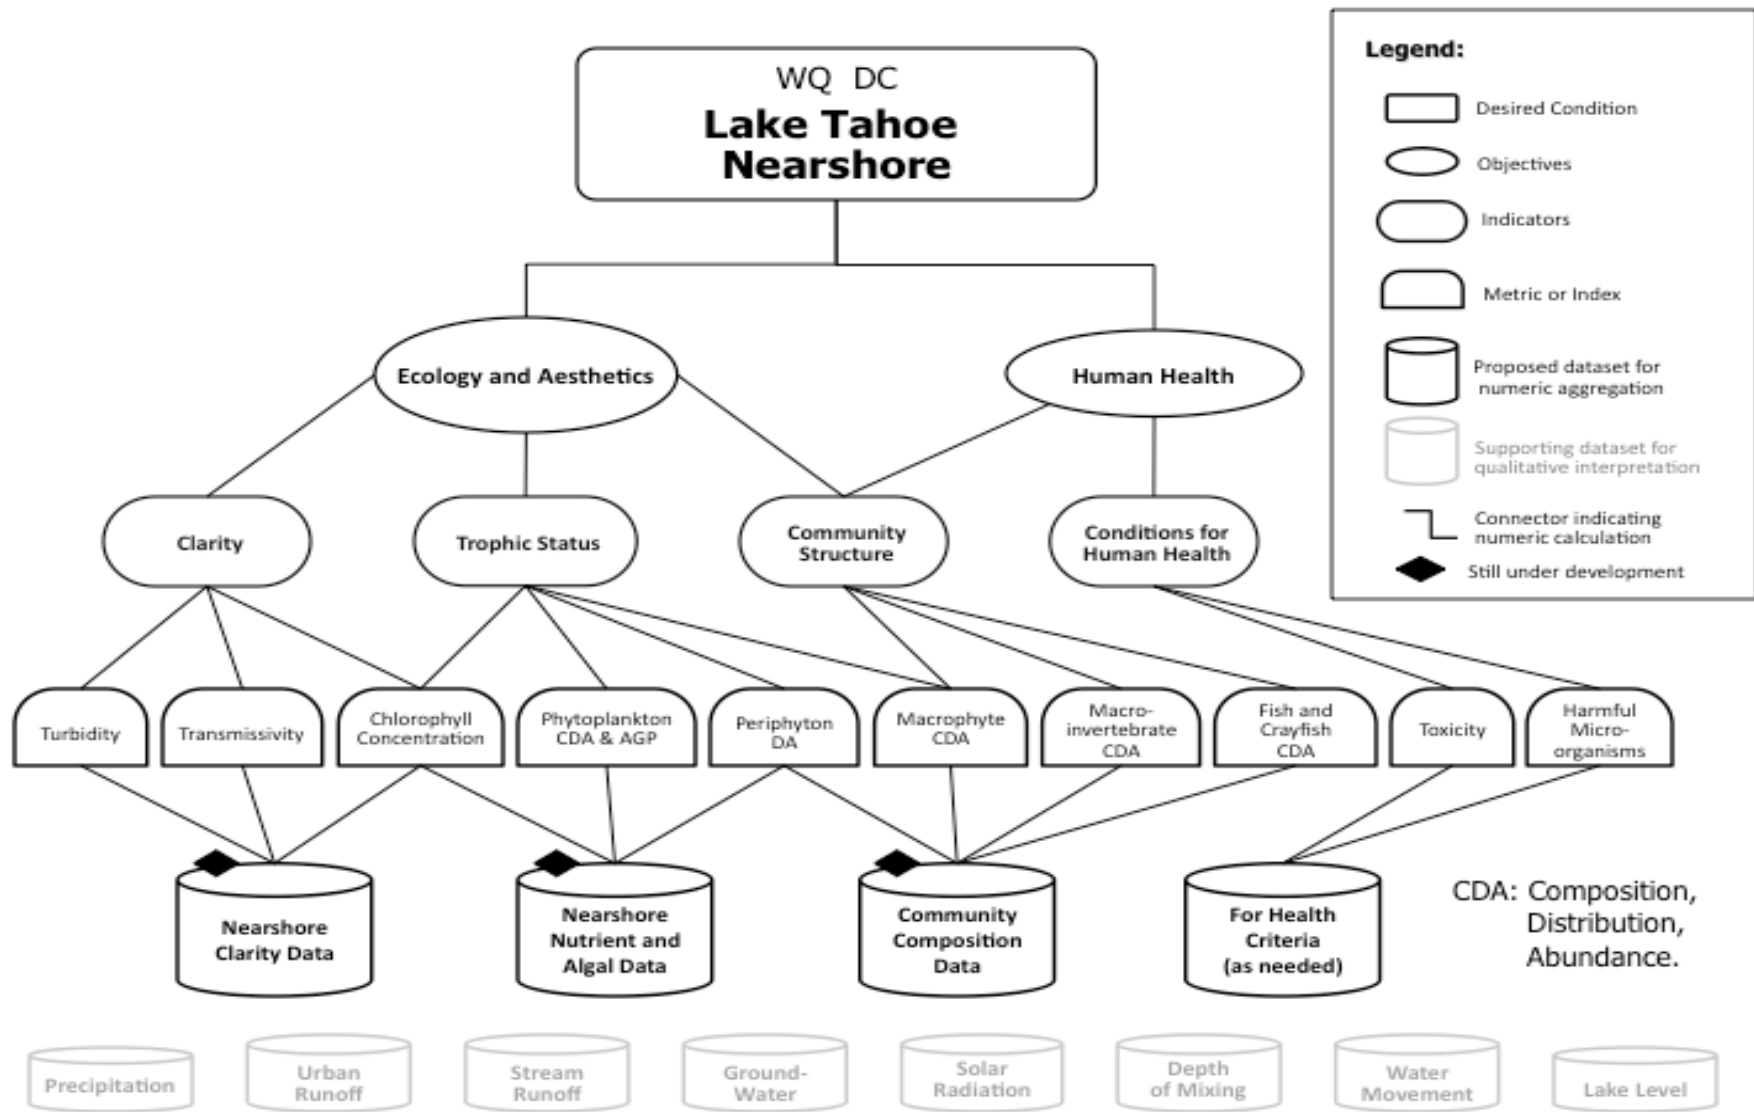 WQ DC
Lake Tahoe
Nearshore
Legend:
Desired Condition
Objectives
Indicators
Metric or Index
Proposed dataset for
numeric aggregation
Supporting dataset for
qualitative interpretation
Connector indicating
numeric calculation
Still under development
Ecology and Aesthetics
Human Health
Clarity
Trophic Status
Community
Structure
Conditions for
Human Health
Turbidity
Transmissivity
Chlorophyll
Concentration
Phytoplankton
CDA & AGP
Periphyton
DA
Macrophyte
CDA
Macro-
invertebrate
CDA
Fish and
Crayfish
CDA
Toxicity
Harmful
Micro-
organisms
Nearshore
Clarity Data
Nearshore
Nutrient and
Algal Data
Community
Composition
Data
For Health
Criteria
(as needed)
CDA: Composition,
Distribution,
Abundance.
Precipitation
Urban
Runoff
Stream
Runoff
Ground-
Water
Solar
Radiation
Depth
of Mixing
Water
Movement
Lake Level